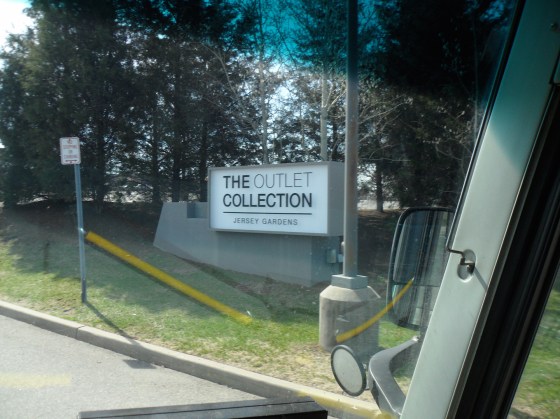 THE OUTLET
COLLECTION
JERSEY GARDENS